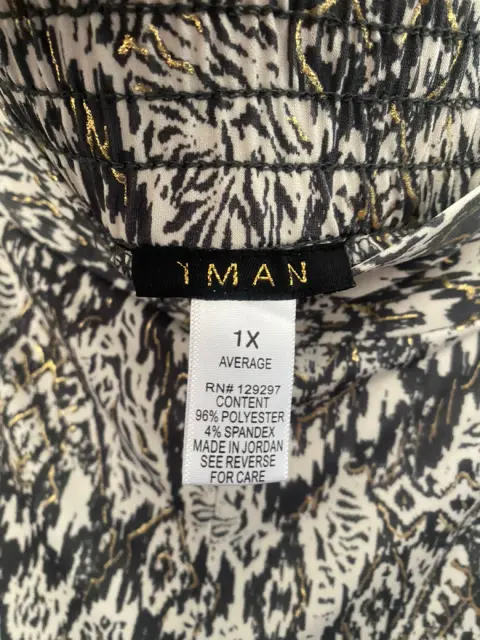 IMAN
1X
AVERAGE
RN# 129297
CONTENT
96% POLYESTER
4% SPANDEX
MADE IN JORDAN
SEE REVERSE
FOR CARE